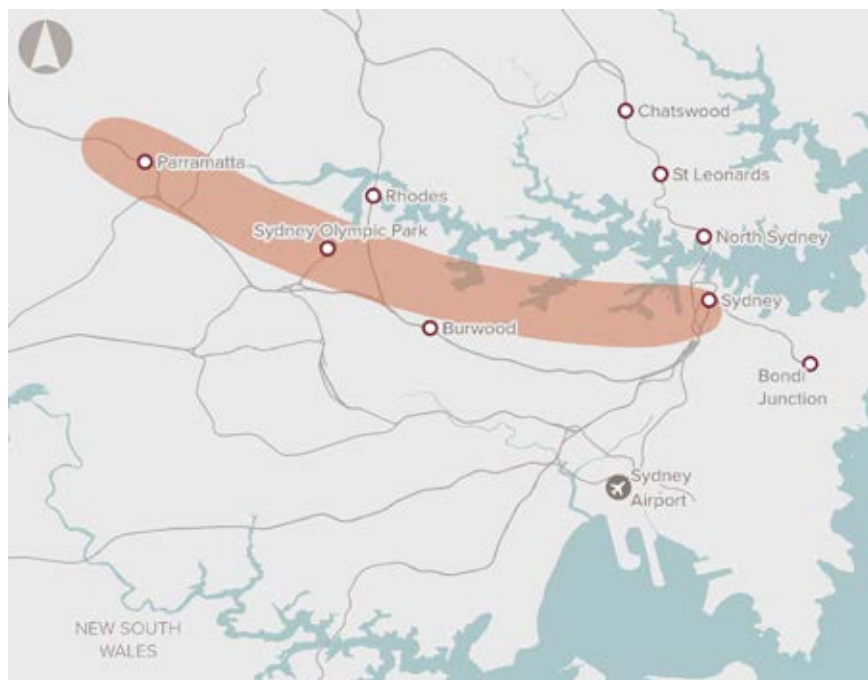 Chatswood
Parramatta
St Leonards
Rhodes
Sydney Olympic Park
North Sydney
Sydney
Burwood
Bondi
Junction
Sydney
Airport
NEW SOUTH
WALES